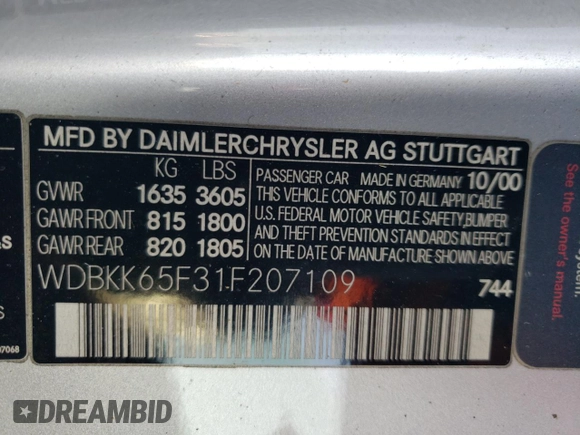 MFD BY DAIMLERCHRYSLER AG STUTTGART
KG LBS
GVWR 1635 3605
GAWR FRONT 815 1800
GAWR REAR 820 1805
PASSENGER CAR MADE IN GERMANY 10/00
THIS VEHICLE CONFORMS TO ALL APPLICABLE
U.S. FEDERAL MOTOR VEHICLE SAFETY, BUMPER
AND THEFT PREVENTION STANDARDS IN EFFECT
ON THE DATE OF MANUFACTURE SHOWN ABOVE
WDBKK65F31F207109
744
See the owner's manual.
07068
DREAMBID